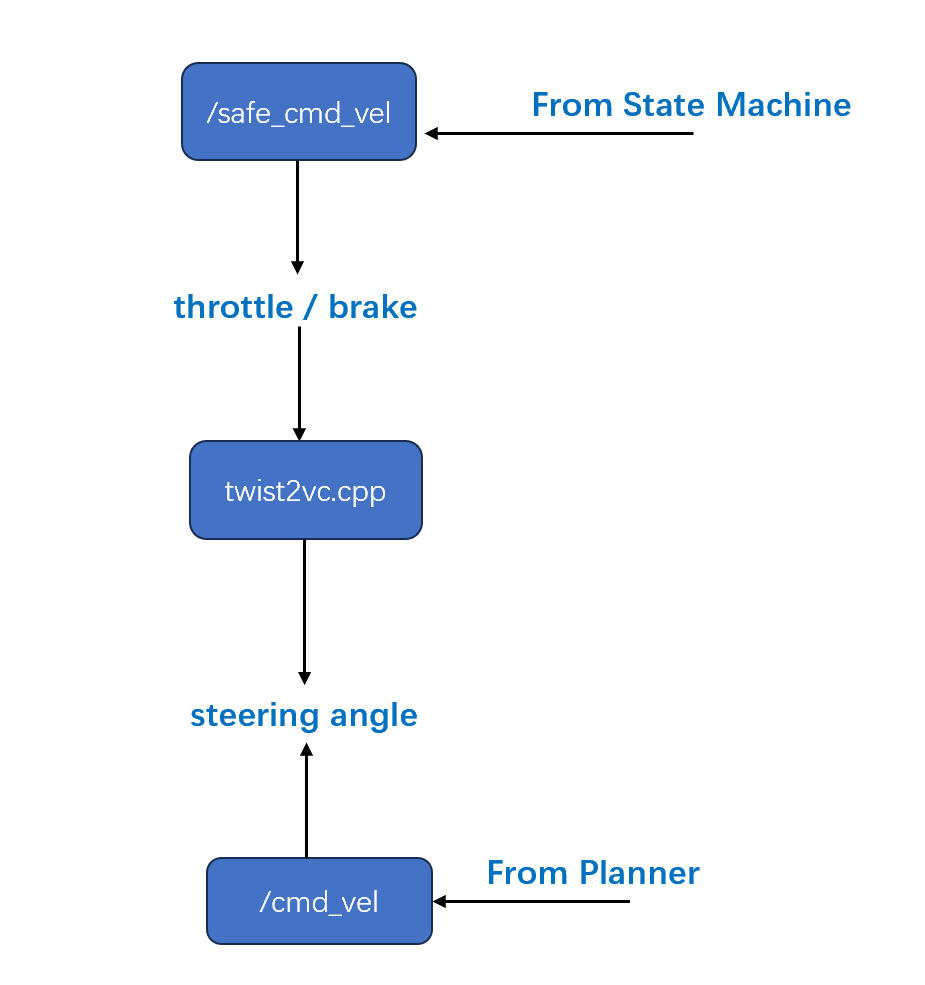 /safe_cmd_vel
From State Machine
throttle / brake
twist2vc.cpp
steering angle
From Planner
/cmd_vel